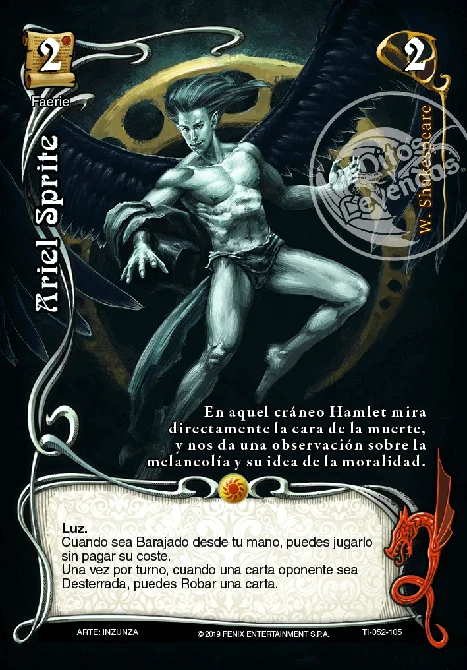 2
2
Faerie
Ariel Sprite
W. Shakespeare
Mitos y
Leyendas
En aquel cráneo Hamlet mira
directamente la cara de la muerte,
y nos da una observación sobre la
melancolía y su idea de la moralidad.
Luz.
Cuando sea Barajado desde tu mano, puedes jugarlo
sin pagar su coste.
Una vez por turno, cuando una carta oponente sea
Desterrada, puedes Robar una carta.
ARTE: INZUNZA
©2019 FENIX ENTERTAINMENT S.P.A.
TI-052-105